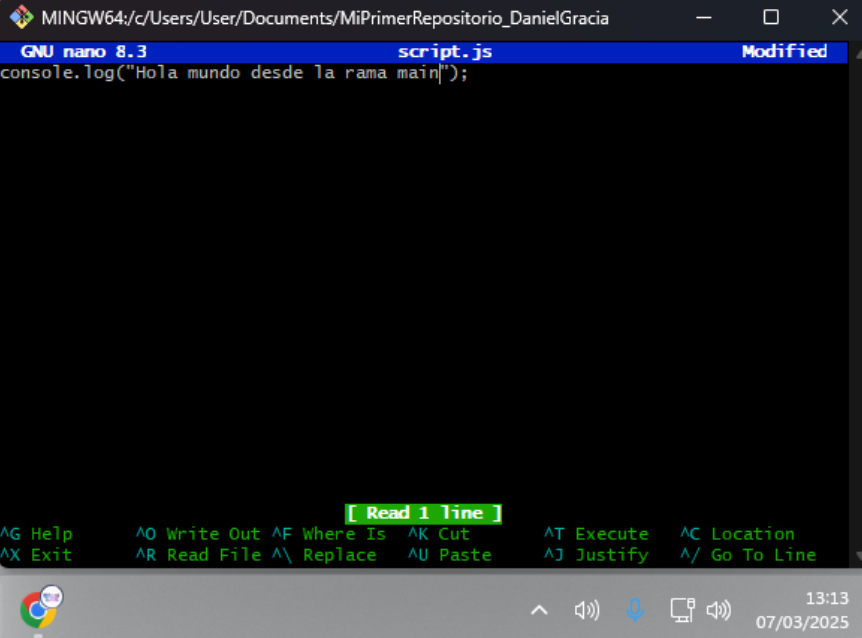 MINGW64:/c/Users/User/Documents/MiPrimerRepositorio_DanielGracia
GNU nano 8.3 script.js Modified
console.log("Hola mundo desde la rama main");
[ Read 1 line ]
^G Help ^O Write Out ^F Where Is ^K Cut ^T Execute ^C Location
^X Exit ^R Read File ^\ Replace ^U Paste ^J Justify ^/ Go To Line
13:13
07/03/2025